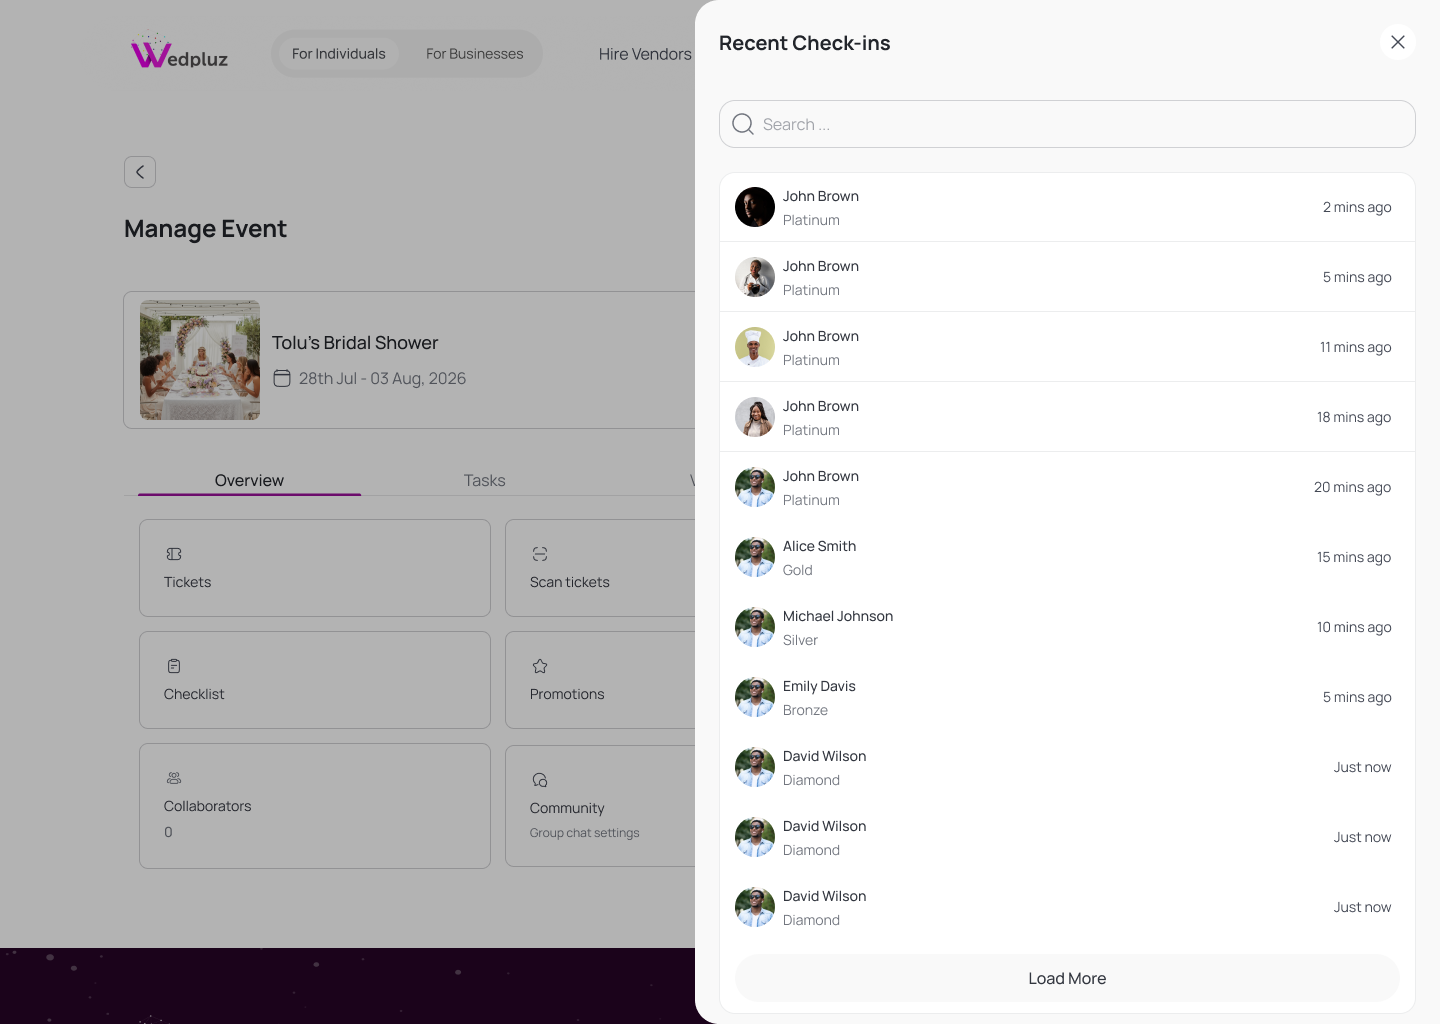 Wedpluz
For Individuals
For Businesses
Hire Vendors
Manage Event
Tolu's Bridal Shower
28th Jul - 03 Aug, 2026
Overview
Tasks
Tickets
Scan tickets
Checklist
Promotions
Collaborators
0
Community
Group chat settings
Recent Check-ins
Search ...
John Brown
Platinum
2 mins ago
John Brown
Platinum
5 mins ago
John Brown
Platinum
11 mins ago
John Brown
Platinum
18 mins ago
John Brown
Platinum
20 mins ago
Alice Smith
Gold
15 mins ago
Michael Johnson
Silver
10 mins ago
Emily Davis
Bronze
5 mins ago
David Wilson
Diamond
Just now
David Wilson
Diamond
Just now
David Wilson
Diamond
Just now
Load More